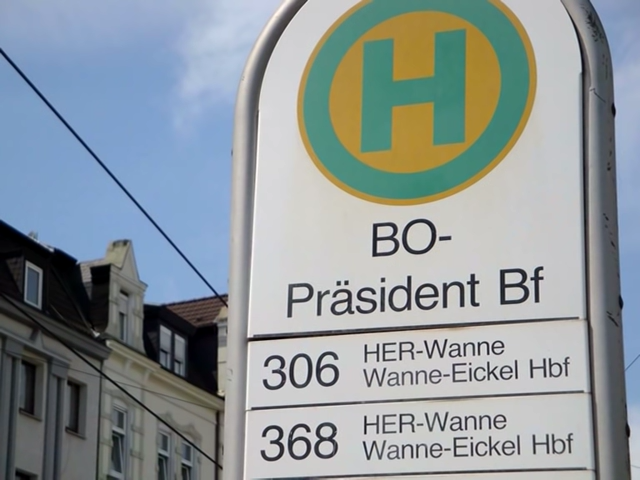 H
BO-
Präsident Bf
306 HER-Wanne
Wanne-Eickel Hbf
368 HER-Wanne
Wanne-Eickel Hbf